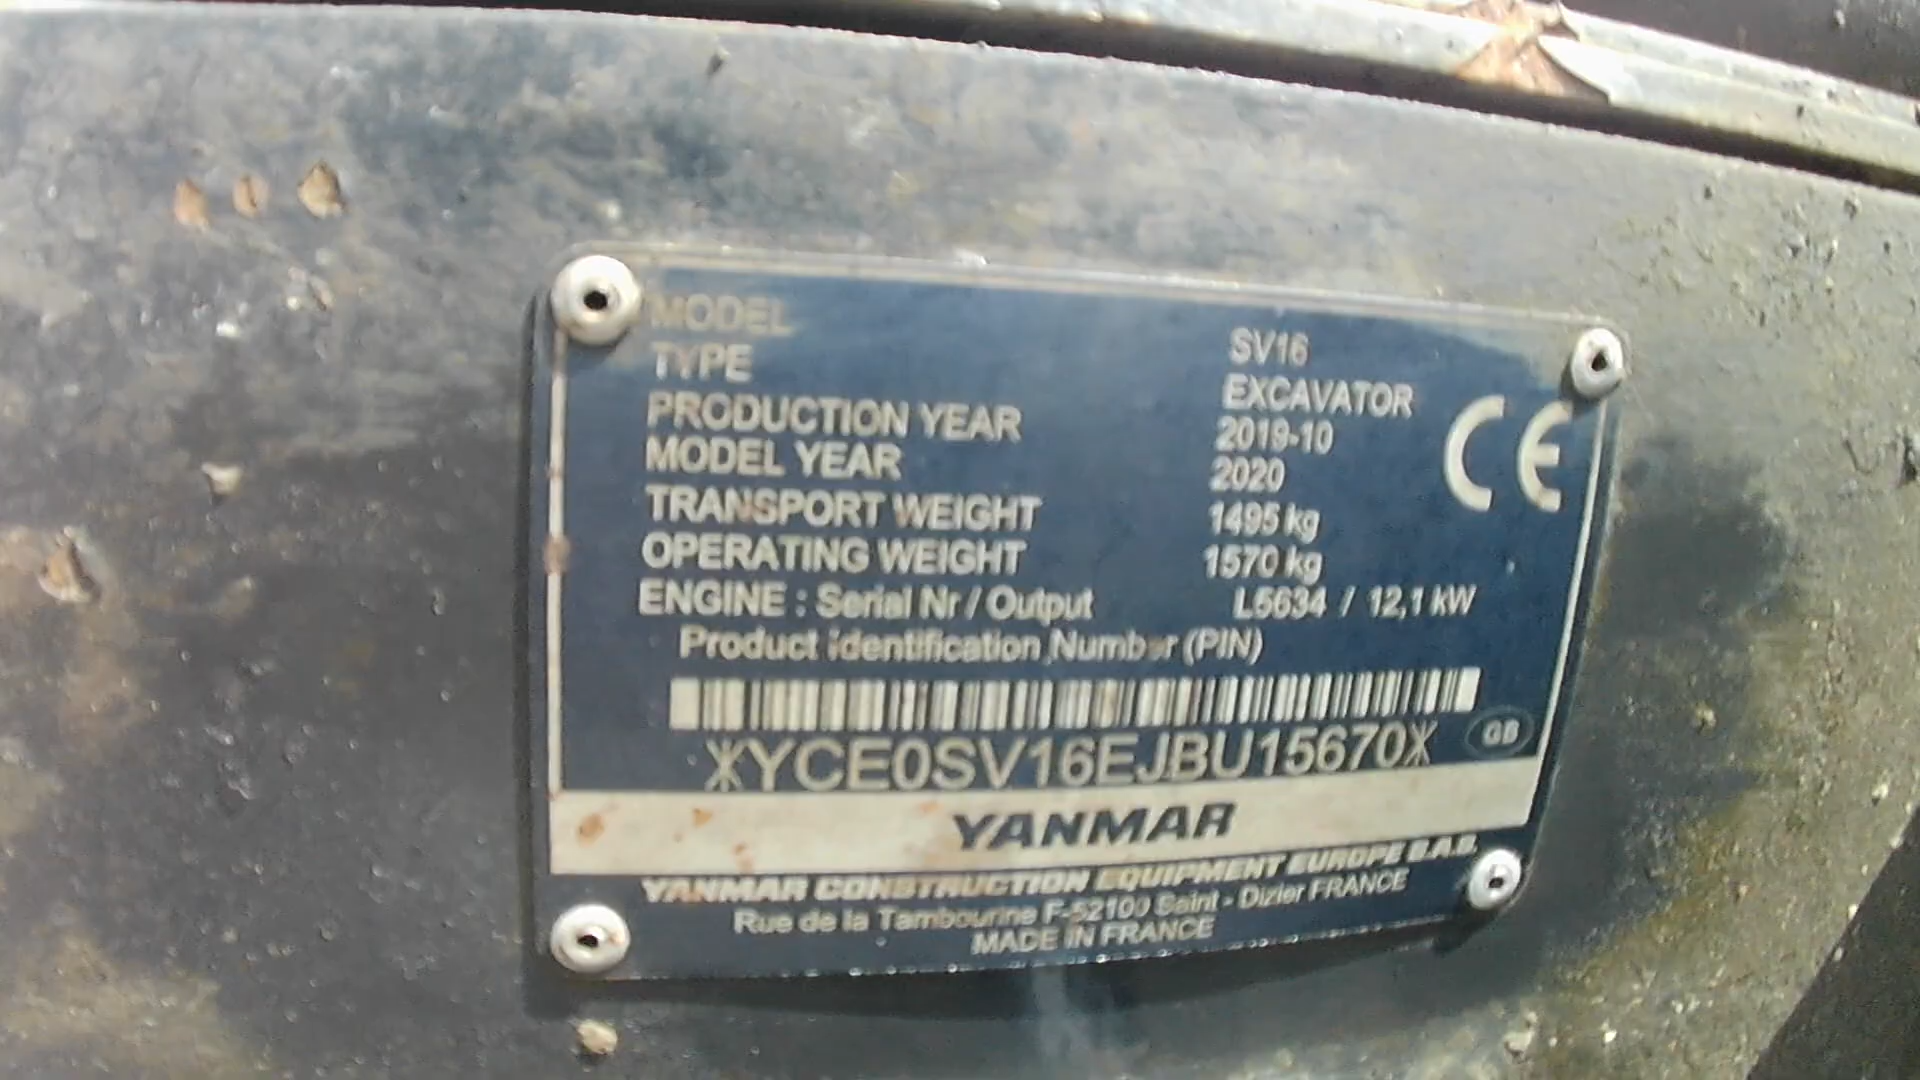 MODEL SV16
TYPE EXCAVATOR
PRODUCTION YEAR 2019-10
MODEL YEAR 2020
TRANSPORT WEIGHT 1495 kg
OPERATING WEIGHT 1570 kg
ENGINE : Serial Nr / Output L5634 / 12,1 kW
CE
Product Identification Number (PIN)
*YCE0SV16EJBU15670*
GB
YANMAR
YANMAR CONSTRUCTION EQUIPMENT EUROPE S.A.S.
Rue de la Tambourine F-52100 Saint - Dizier FRANCE
MADE IN FRANCE